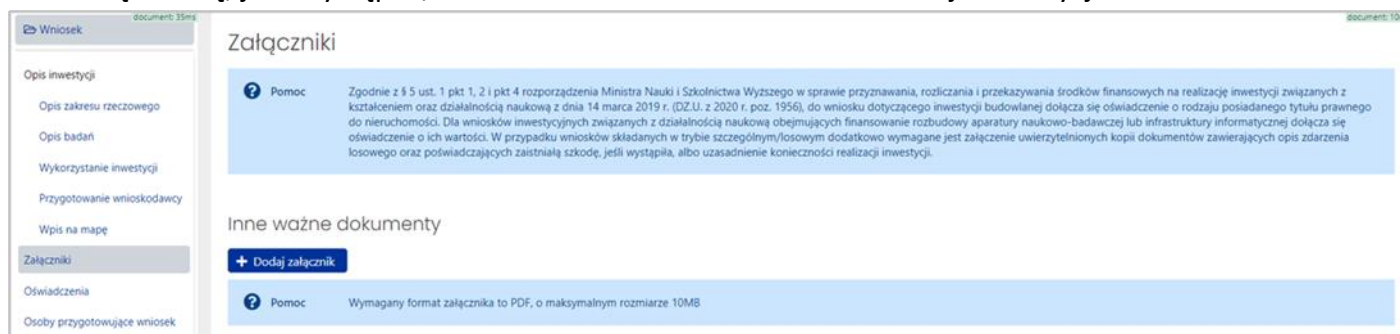 document: 35ms
Wniosek
Opis inwestycji
Opis zakresu rzeczowego
Opis badań
Wykorzystanie inwestycji
Przygotowanie wnioskodawcy
Wpis na mapę
Załączniki
Oświadczenia
Osoby przygotowujące wniosek
document: 10
Załączniki
Pomoc
Zgodnie z § 5 ust. 1 pkt 1, 2 i pkt 4 rozporządzenia Ministra Nauki i Szkolnictwa Wyższego w sprawie przyznawania, rozliczania i przekazywania środków finansowych na realizację inwestycji związanych z
kształceniem oraz działalnością naukową z dnia 14 marca 2019 r. (DZ.U. z 2020 r. poz. 1956), do wniosku dotyczącego inwestycji budowlanej dołącza się oświadczenie o rodzaju posiadanego tytułu prawnego
do nieruchomości. Dla wniosków inwestycyjnych związanych z działalnością naukową obejmujących finansowanie rozbudowy aparatury naukowo-badawczej lub infrastruktury informatycznej dołącza się
oświadczenie o ich wartości. W przypadku wniosków składanych w trybie szczególnym/losowym dodatkowo wymagane jest załączenie uwierzytelnionych kopii dokumentów zawierających opis zdarzenia
losowego oraz poświadczających zaistniałą szkodę, jeśli wystąpiła, albo uzasadnienie konieczności realizacji inwestycji.
Inne ważne dokumenty
+ Dodaj załącznik
Pomoc
Wymagany format załącznika to PDF, o maksymalnym rozmiarze 10MB